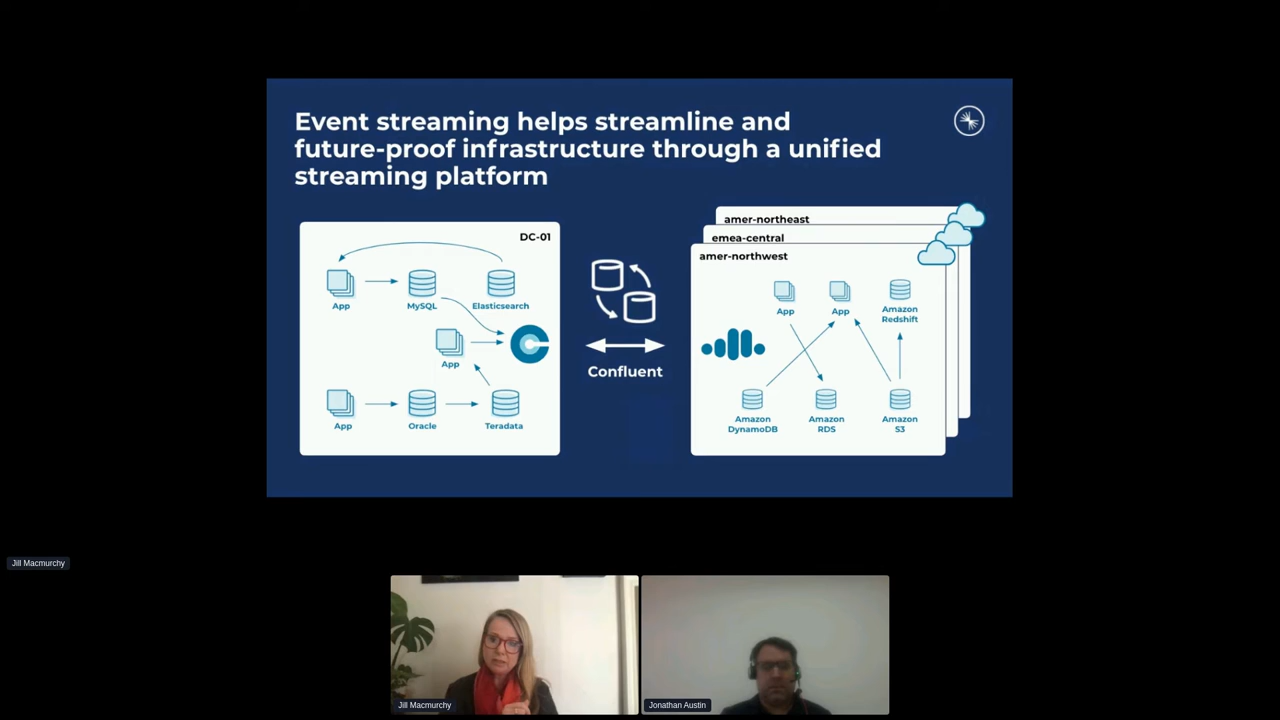 Event streaming helps streamline and
future-proof infrastructure through a unified
streaming platform
DC-01
App
MySQL
Elasticsearch
App
App
Oracle
Teradata
Confluent
amer-northeast
emea-central
amer-northwest
App
App
Amazon
Redshift
Amazon
DynamoDB
Amazon
RDS
Amazon
S3
Jill Macmurchy
Jill Macmurchy
Jonathan Austin